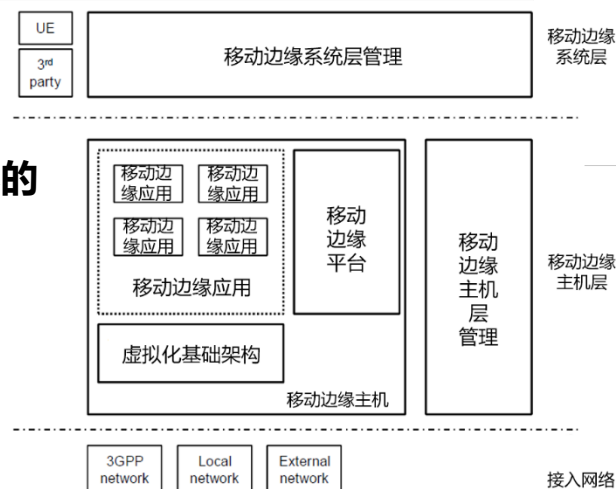 UE
3rd
party
移动边缘系统层管理
移动边缘
系统层
的
移动边
缘应用
移动边
缘应用
移动边
缘应用
移动边
缘应用
移动边缘应用
移动
边缘
平台
虚拟化基础架构
移动边缘主机
移动
边缘
主机
层
管理
移动边缘
主机层
3GPP
network
Local
network
External
network
接入网络